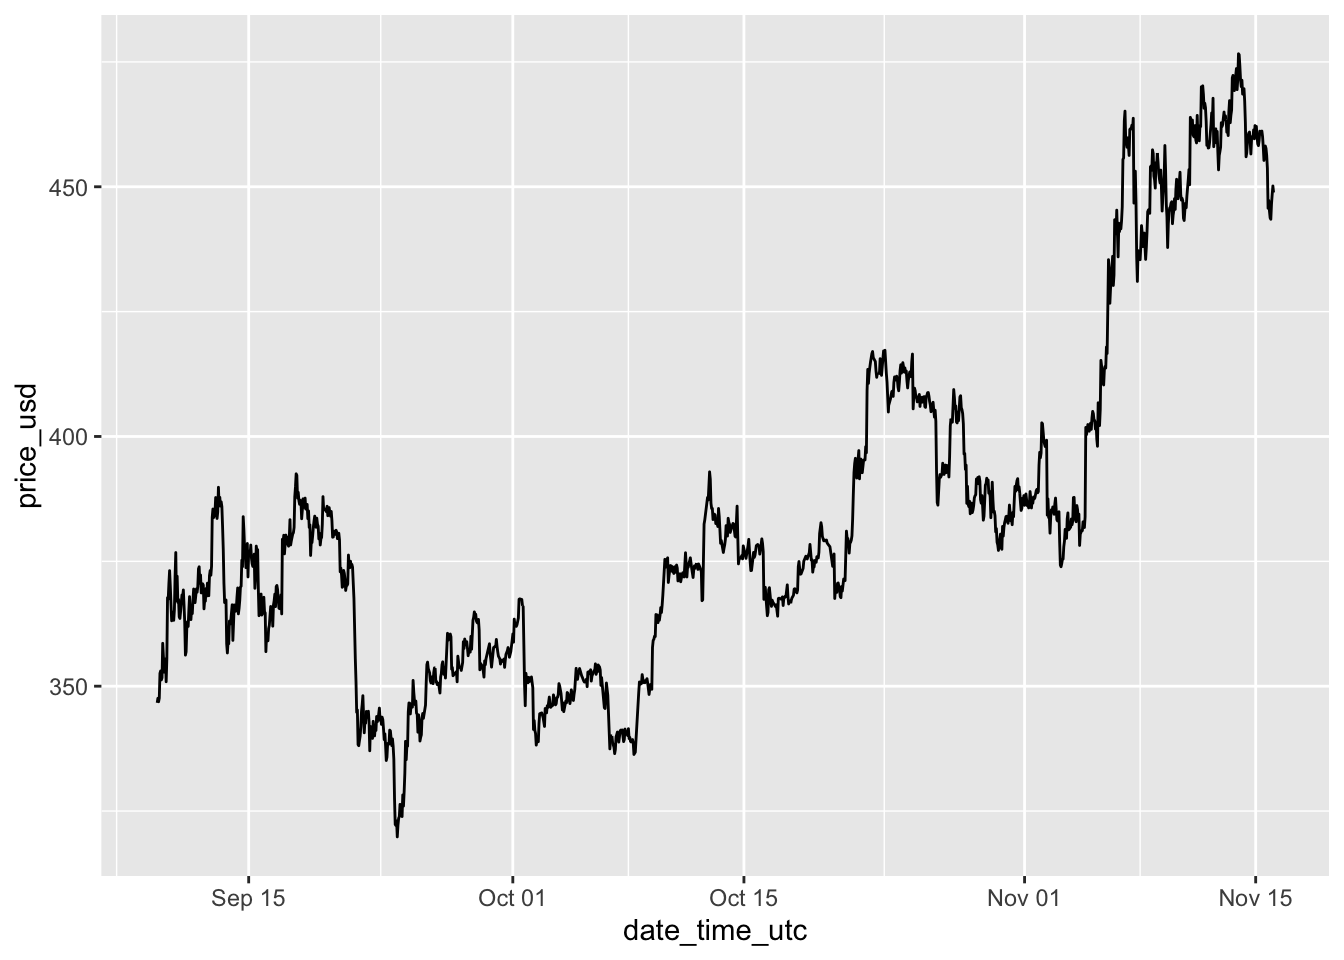 450
400
350
price_usd
Sep 15
Oct 01
Oct 15
Nov 01
Nov 15
date_time_utc